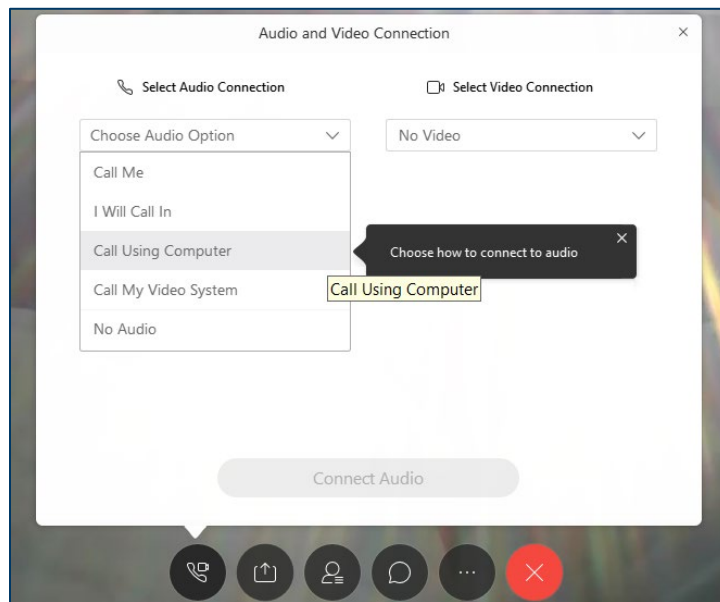 Audio and Video Connection
Select Audio Connection
Select Video Connection
Choose Audio Option
No Video
Call Me
I Will Call In
Call Using Computer
Choose how to connect to audio
Call My Video System
Call Using Computer
No Audio
Connect Audio